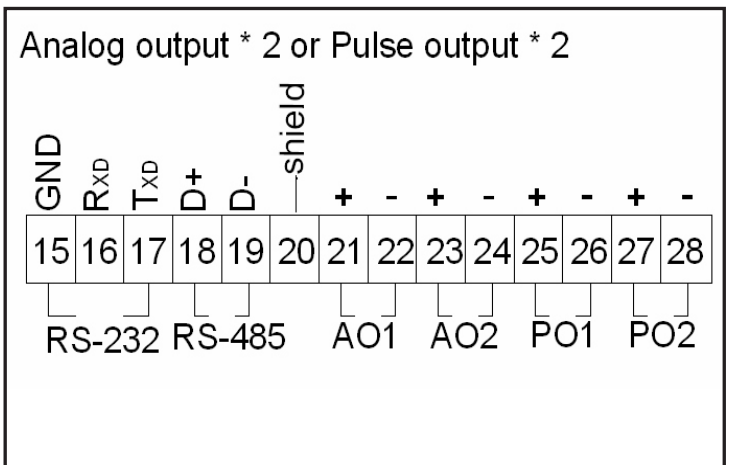 Analog output * 2 or Pulse output * 2
GND RXD TXD D+ D- shield + - + - + - + -
15 16 17 18 19 20 21 22 23 24 25 26 27 28
RS-232 RS-485 AO1 AO2 PO1 PO2